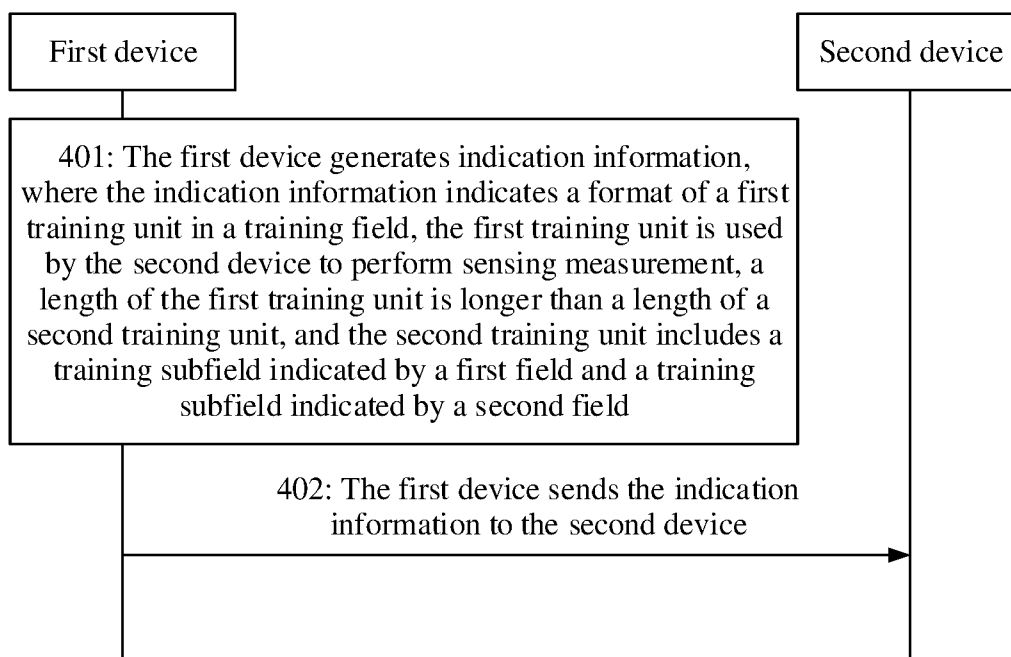 First device
Second device
401: The first device generates indication information,
where the indication information indicates a format of a first
training unit in a training field, the first training unit is used
by the second device to perform sensing measurement, a
length of the first training unit is longer than a length of a
second training unit, and the second training unit includes a
training subfield indicated by a first field and a training
subfield indicated by a second field
402: The first device sends the indication
information to the second device